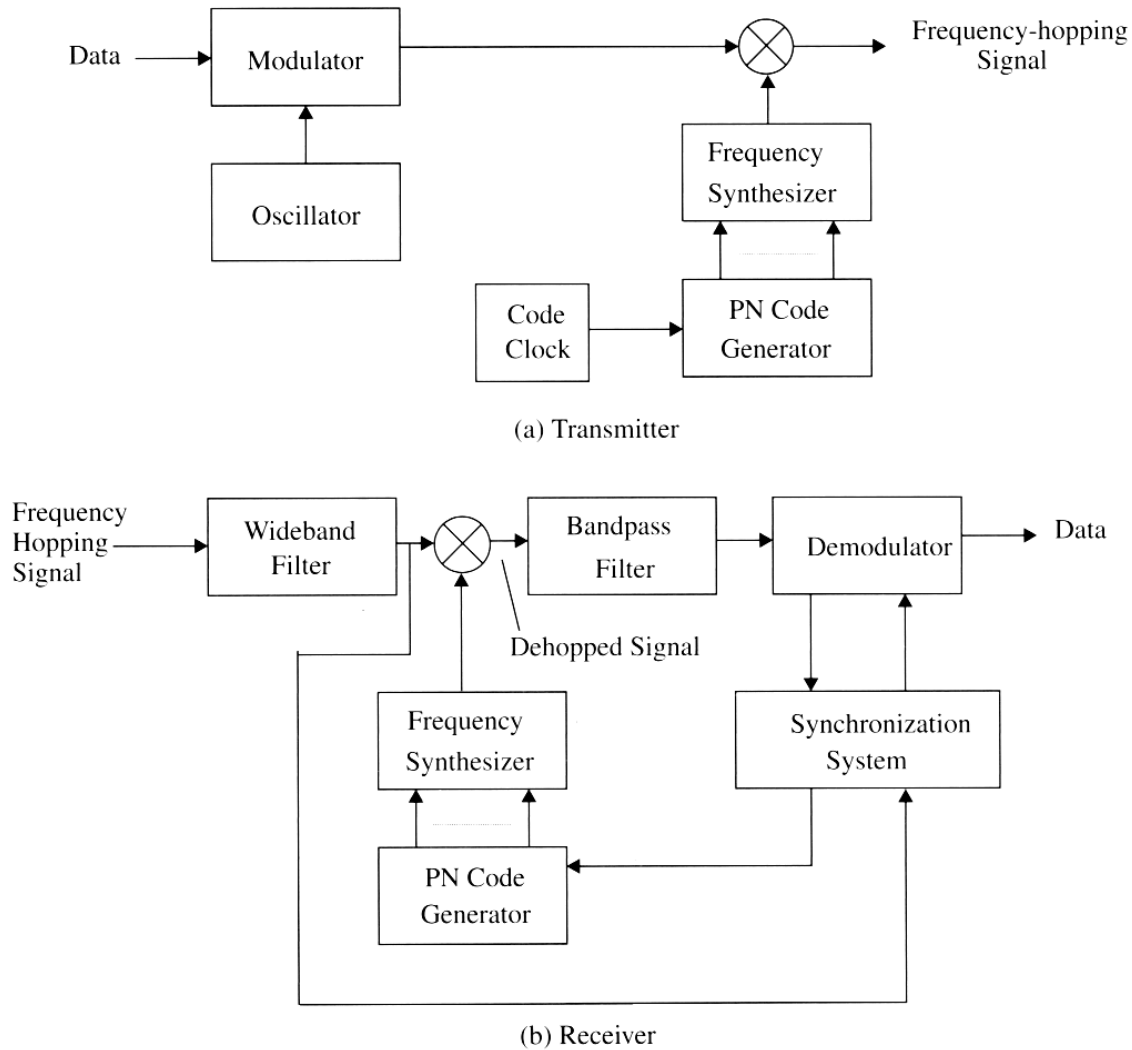 Data
Modulator
Frequency-hopping
Signal
Oscillator
Frequency
Synthesizer
Code
Clock
PN Code
Generator
(a) Transmitter
Frequency
Hopping
Signal
Wideband
Filter
Bandpass
Filter
Demodulator
Data
Dehopped Signal
Frequency
Synthesizer
Synchronization
System
PN Code
Generator
(b) Receiver